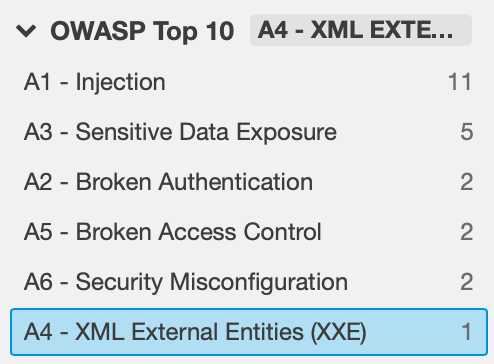 OWASP Top 10 A4 - XML EXTE...
A1 - Injection 11
A3 - Sensitive Data Exposure 5
A2 - Broken Authentication 2
A5 - Broken Access Control 2
A6 - Security Misconfiguration 2
A4 - XML External Entities (XXE) 1